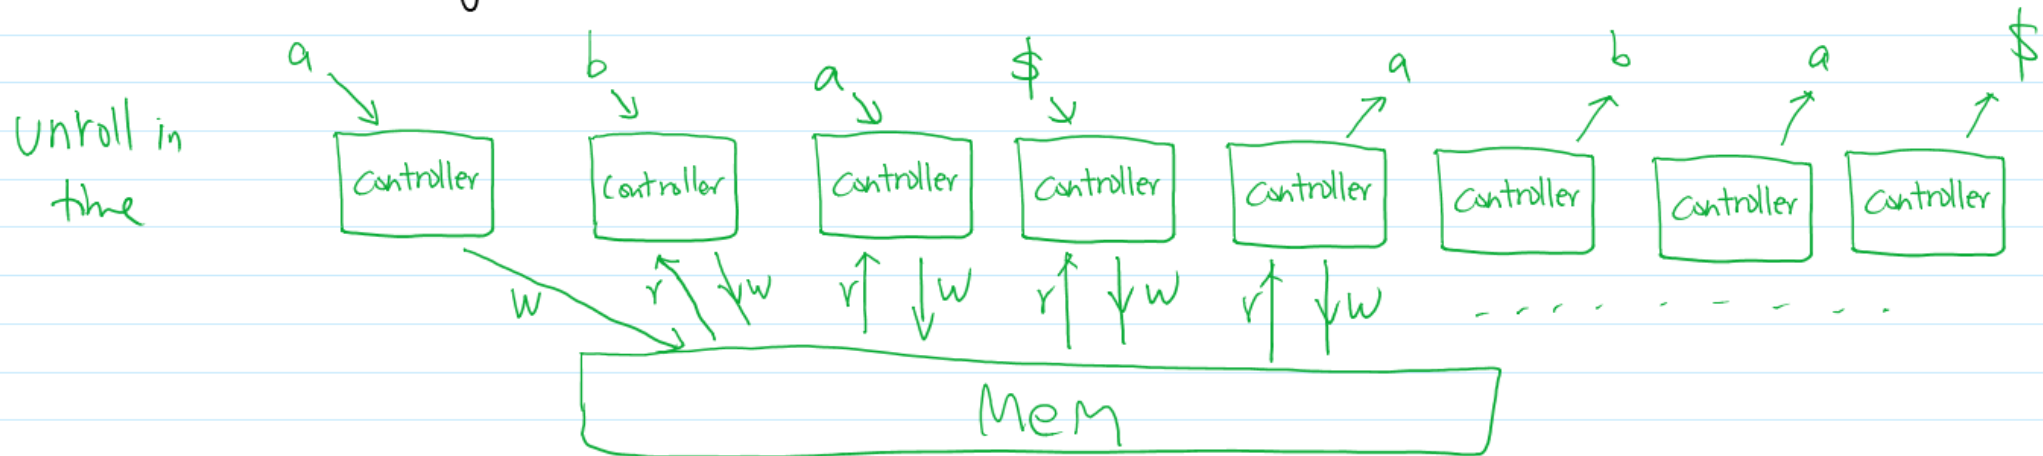 a b a $ a b a $
Unroll in
time
Controller Controller Controller Controller Controller Controller Controller Controller
w r w r w r w r w
Mem